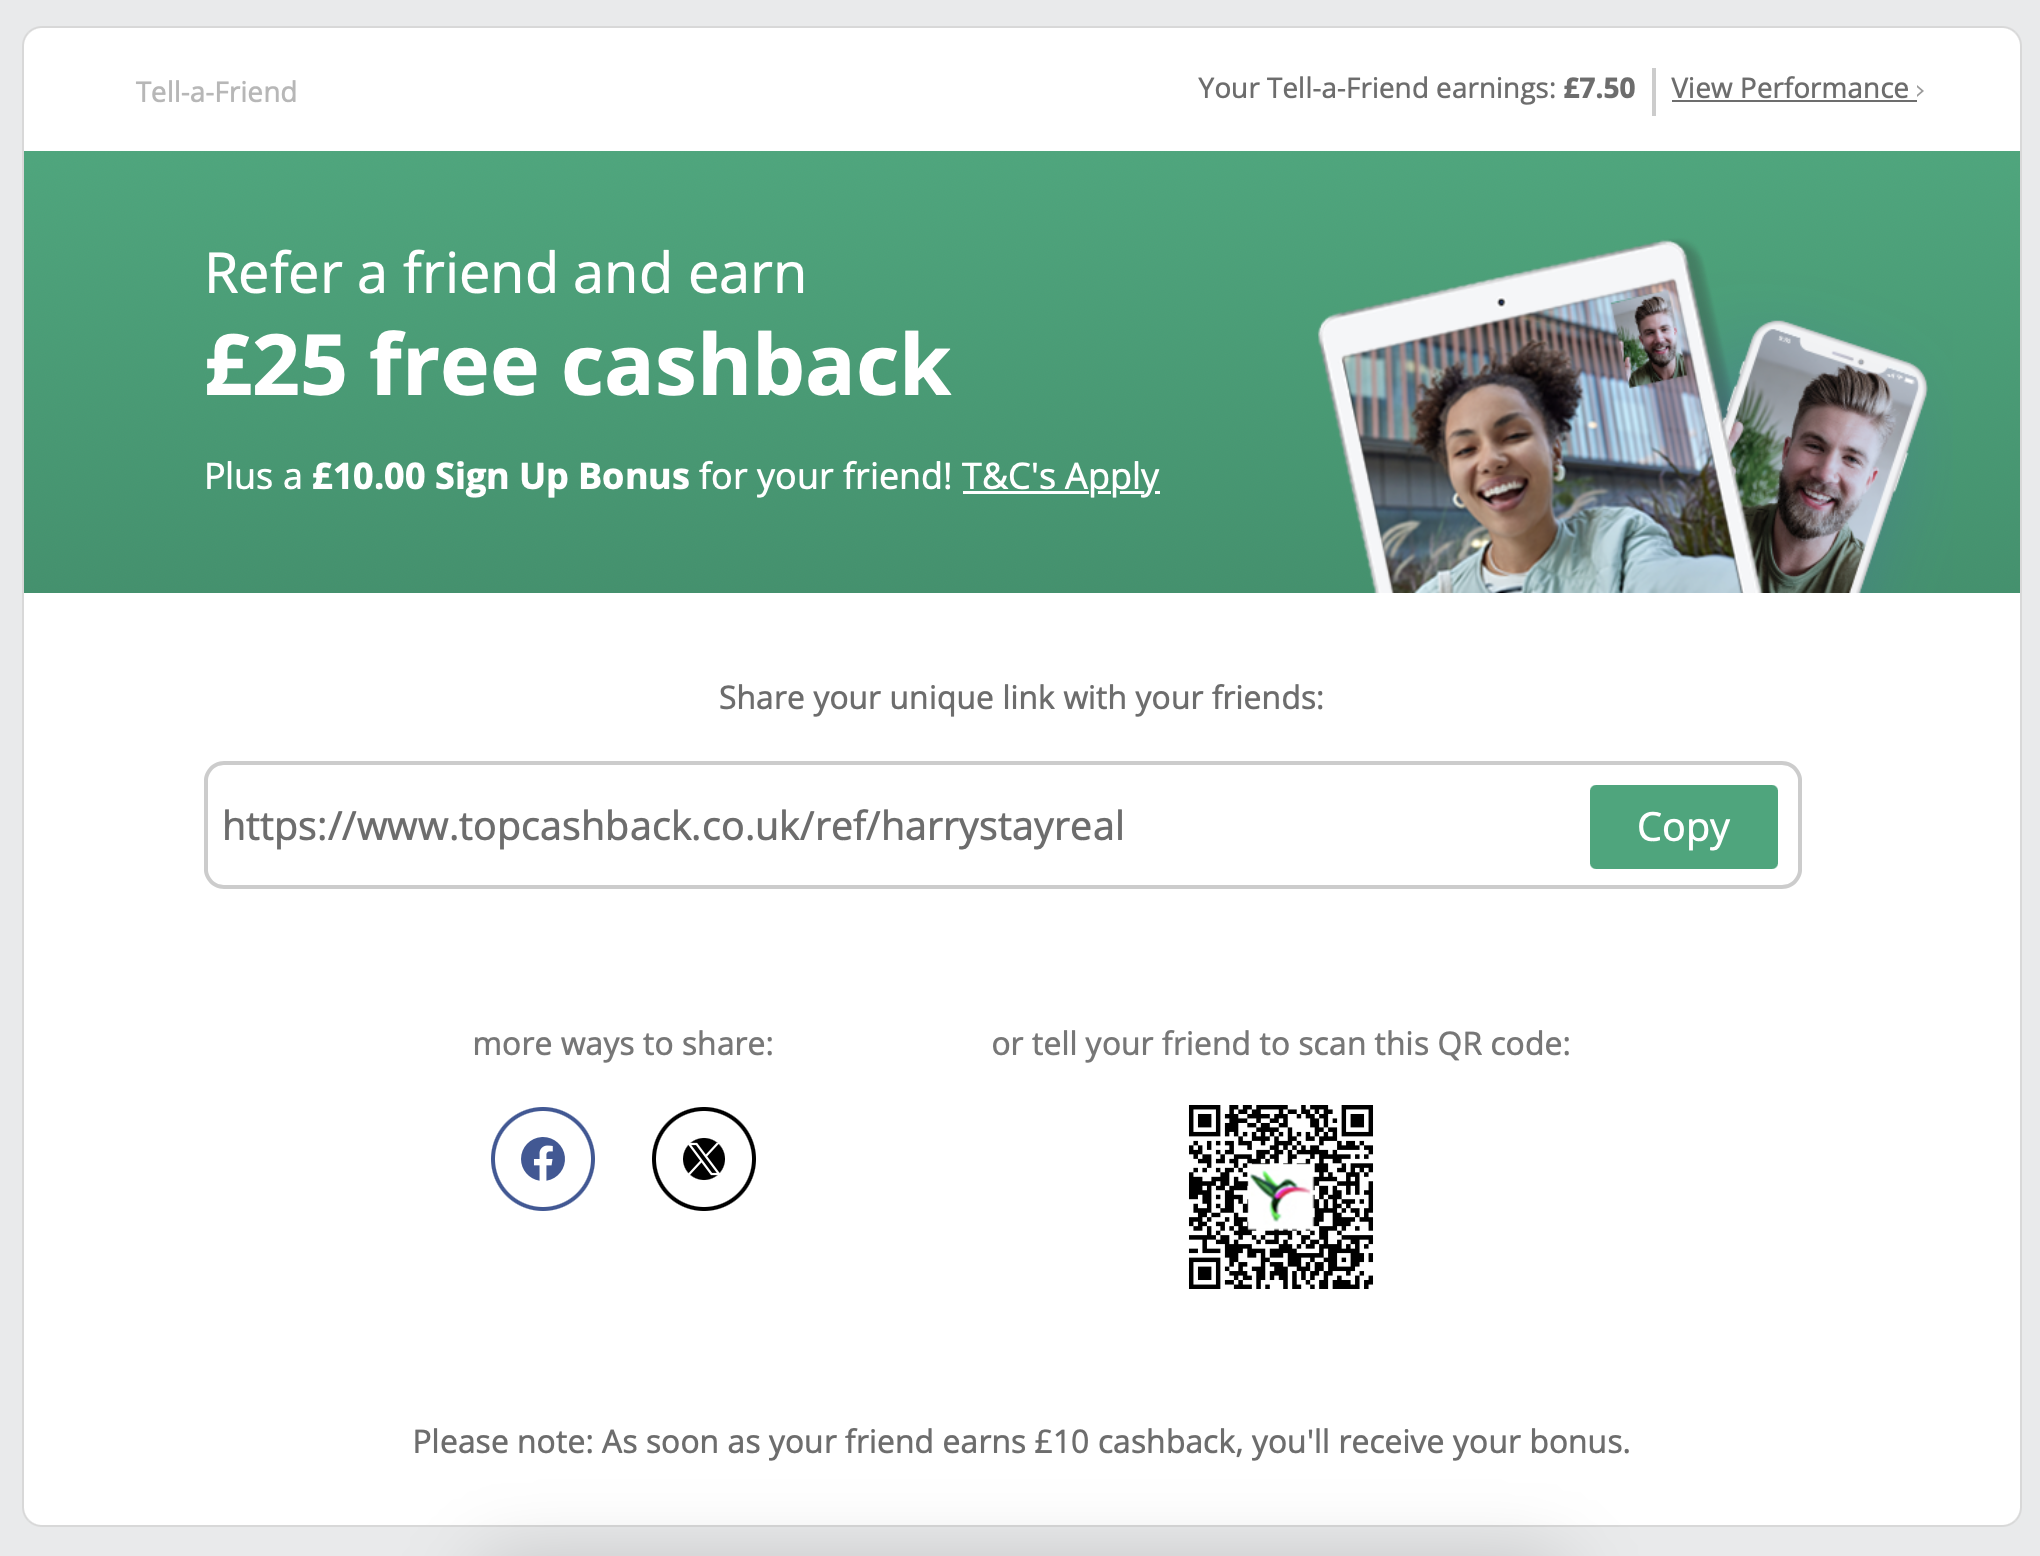 Tell-a-Friend
Your Tell-a-Friend earnings: £7.50
View Performance ›
Refer a friend and earn
£25 free cashback
Plus a £10.00 Sign Up Bonus for your friend! T&C's Apply
Share your unique link with your friends:
https://www.topcashback.co.uk/ref/harrystayreal
Copy
more ways to share:
or tell your friend to scan this QR code:
Please note: As soon as your friend earns £10 cashback, you'll receive your bonus.